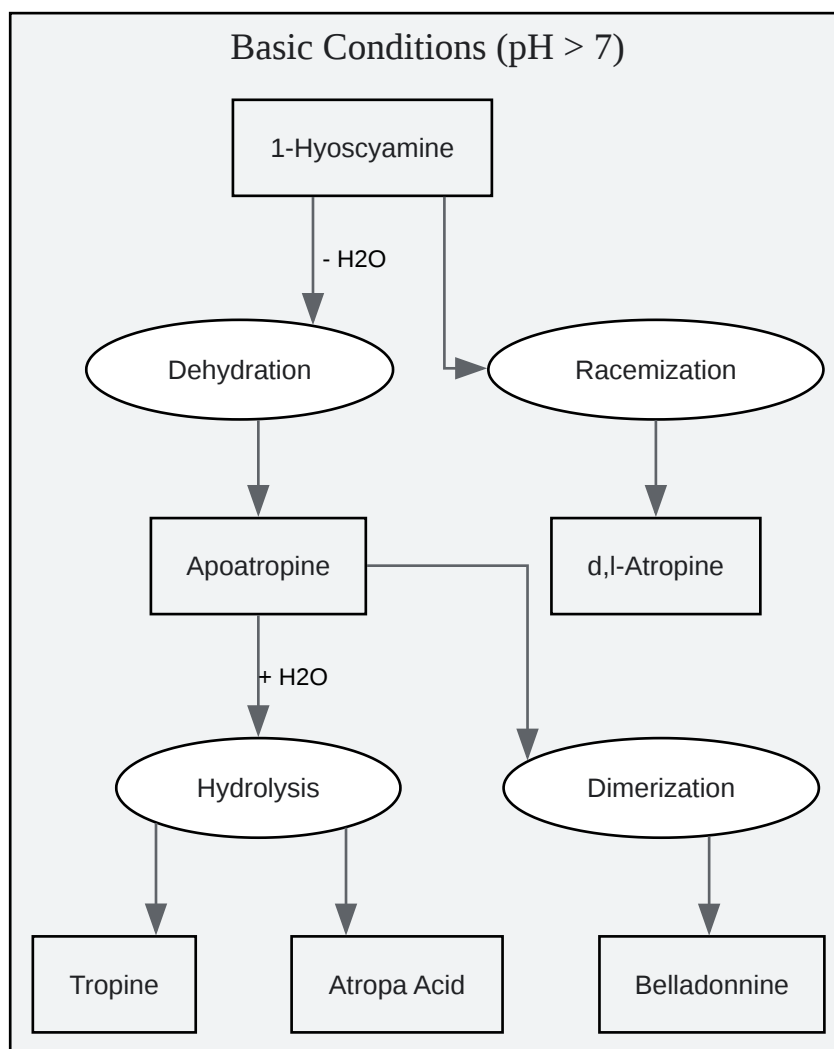 Basic Conditions (pH > 7)
1-Hyoscyamine
- H2O
Dehydration
Racemization
Apoatropine
d,l-Atropine
+ H2O
Hydrolysis
Dimerization
Tropine
Atropa Acid
Belladonnine